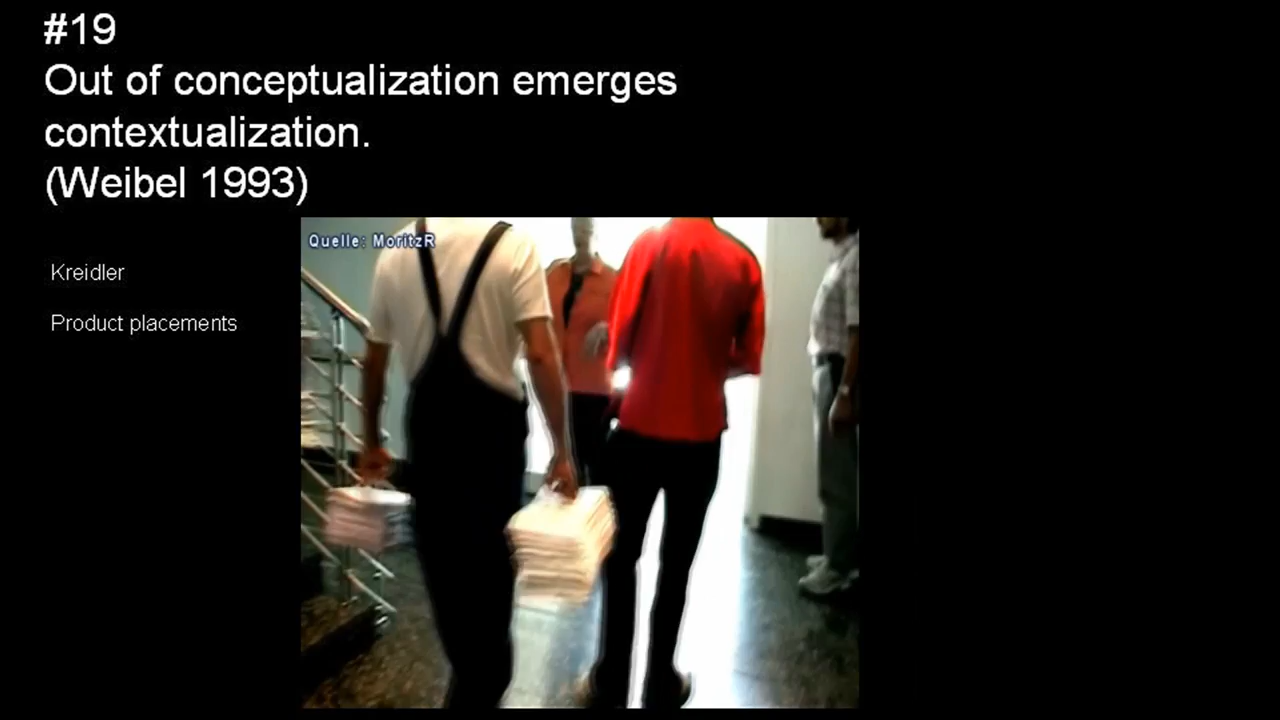 #19
Out of conceptualization emerges
contextualization.
(Weibel 1993)
Quelle: MoritzR
Kreidler
Product placements